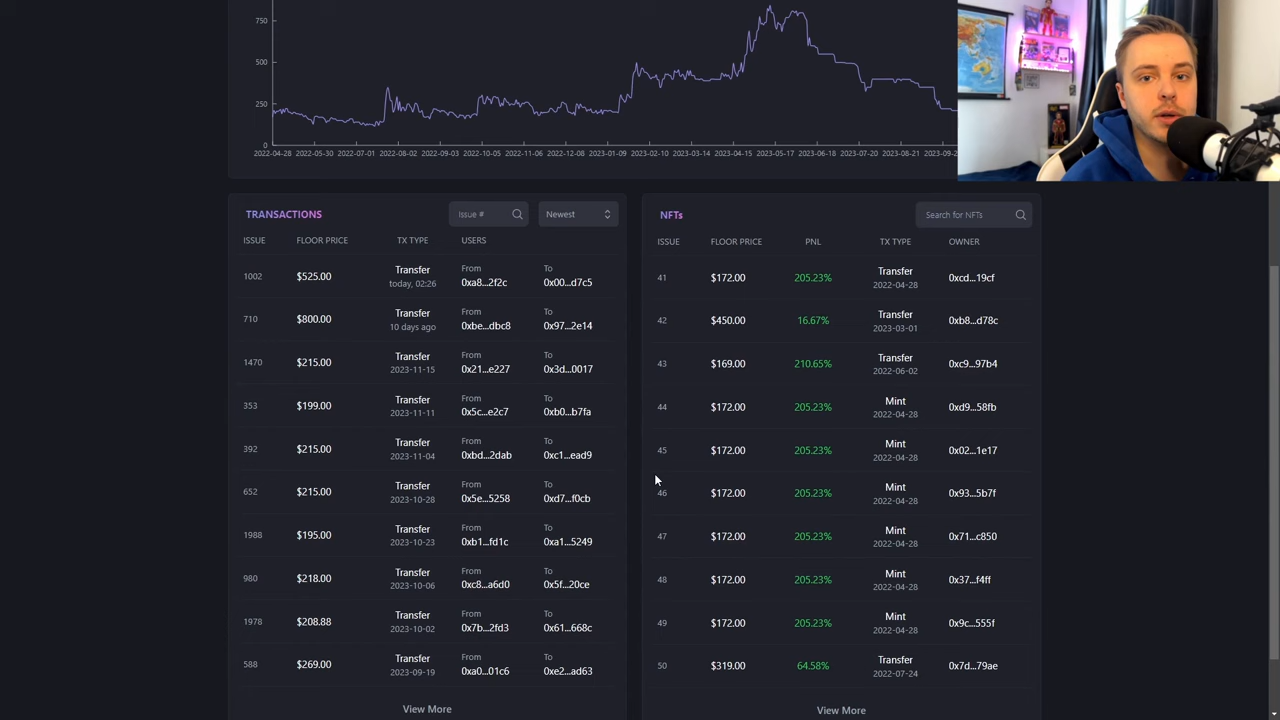 750
500
250
0
2022-04-28 2022-05-30 2022-07-01 2022-08-02 2022-09-03 2022-10-05 2022-11-06 2022-12-08 2023-01-09 2023-02-10 2023-03-14 2023-04-15 2023-05-17 2023-06-18 2023-07-20 2023-08-21 2023-09-2
TRANSACTIONS Issue # Newest
ISSUE FLOOR PRICE TX TYPE USERS
1002 $525.00 Transfer From To
today, 02:26 0xa8...2f2c 0x00...d7c5
710 $800.00 Transfer From To
10 days ago 0xbe...dbc8 0x97...2e14
1470 $215.00 Transfer From To
2023-11-15 0x21...e227 0x3d...0017
353 $199.00 Transfer From To
2023-11-11 0x5c...e2c7 0xb0...b7fa
392 $215.00 Transfer From To
2023-11-04 0xbd...2dab 0xc1...ead9
652 $215.00 Transfer From To
2023-10-28 0x5e...5258 0xd7...f0cb
1988 $195.00 Transfer From To
2023-10-23 0xb1...fd1c 0xa1...5249
980 $218.00 Transfer From To
2023-10-06 0xc8...a6d0 0x5f...20ce
1978 $208.88 Transfer From To
2023-10-02 0x7b...2fd3 0x61...668c
588 $269.00 Transfer From To
2023-09-19 0xa0...01c6 0xe2...ad63
View More
NFTs Search for NFTs
ISSUE FLOOR PRICE PNL TX TYPE OWNER
41 $172.00 205.23% Transfer 0xcd...19cf
2022-04-28
42 $450.00 16.67% Transfer 0xb8...d78c
2023-03-01
43 $169.00 210.65% Transfer 0xc9...97b4
2022-06-02
44 $172.00 205.23% Mint 0xd9...58fb
2022-04-28
45 $172.00 205.23% Mint 0x02...1e17
2022-04-28
46 $172.00 205.23% Mint 0x93...5b7f
2022-04-28
47 $172.00 205.23% Mint 0x71...c850
2022-04-28
48 $172.00 205.23% Mint 0x37...f4ff
2022-04-28
49 $172.00 205.23% Mint 0x9c...555f
2022-04-28
50 $319.00 64.58% Transfer 0x7d...79ae
2022-07-24
View More